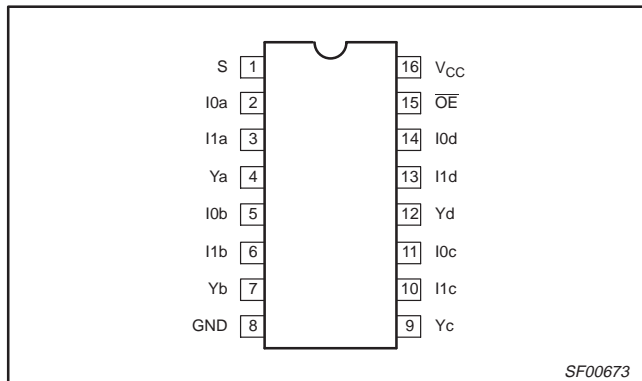 S 1 16 VCC
I0a 2 15 OE
I1a 3 14 I0d
Ya 4 13 I1d
I0b 5 12 Yd
I1b 6 11 I0c
Yb 7 10 I1c
GND 8 9 Yc
SF00673